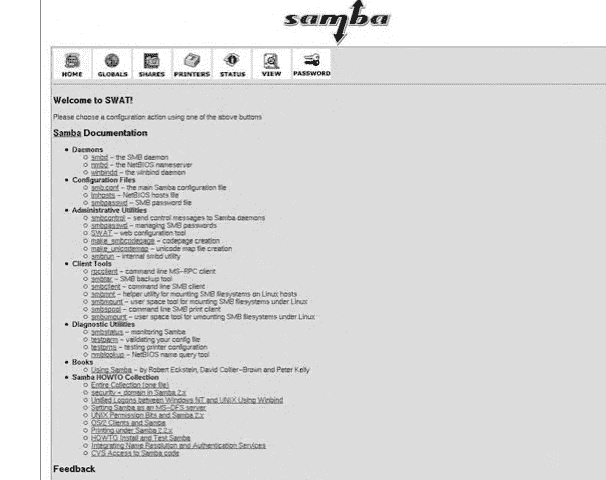 samba
HOME GLOBALS SHARES PRINTERS STATUS VIEW PASSWORD
Welcome to SWAT!
Please choose a configuration action using one of the above buttons
Samba Documentation
Daemons
smbd - the SMB daemon
nmbd - the NetBIOS nameserver
winbindd - the winbind daemon
Configuration Files
smb.conf - the main Samba configuration file
lmhosts - NetBIOS hosts file
smbpasswd - SMB password file
Administrative Utilities
smbcontrol - send control messages to Samba daemons
smbpasswd - managing SMB passwords
SWAT - web configuration tool
make_smbcodepage - codepage creation
make_unicodemap - unicode map file creation
smbrun - internal smbd utility
Client Tools
rpcclient - command line MS-RPC client
smbtar - SMB backup tool
smbclient - command line SMB client
smbmnt - helper utility for mounting SMB filesystems on Linux hosts
smbmount - user space tool for mounting SMB filesystems under Linux
smbspool - command line SMB print client
smbumount - user space tool for umounting SMB filesystems under Linux
Diagnostic Utilities
smbstatus - monitoring Samba
testparm - validating your config file
testprns - testing printer configuration
nmblookup - NetBIOS name query tool
Books
Using Samba - by Robert Eckstein, David Collier-Brown and Peter Kelly
Samba HOWTO Collection
Entire Collection (one file)
security = domain in Samba 2.x
Unified Logons between Windows NT and UNIX Using Winbind
Setting Samba as an MS-DFS server
UNIX Permission Bits and Samba 2.x
OS/2 Clients and Samba
Printing under Samba 2.2.x
HOWTO Install and Test Samba
Integrating Name Resolution and Authentication Services
CVS Access to Samba code
Feedback